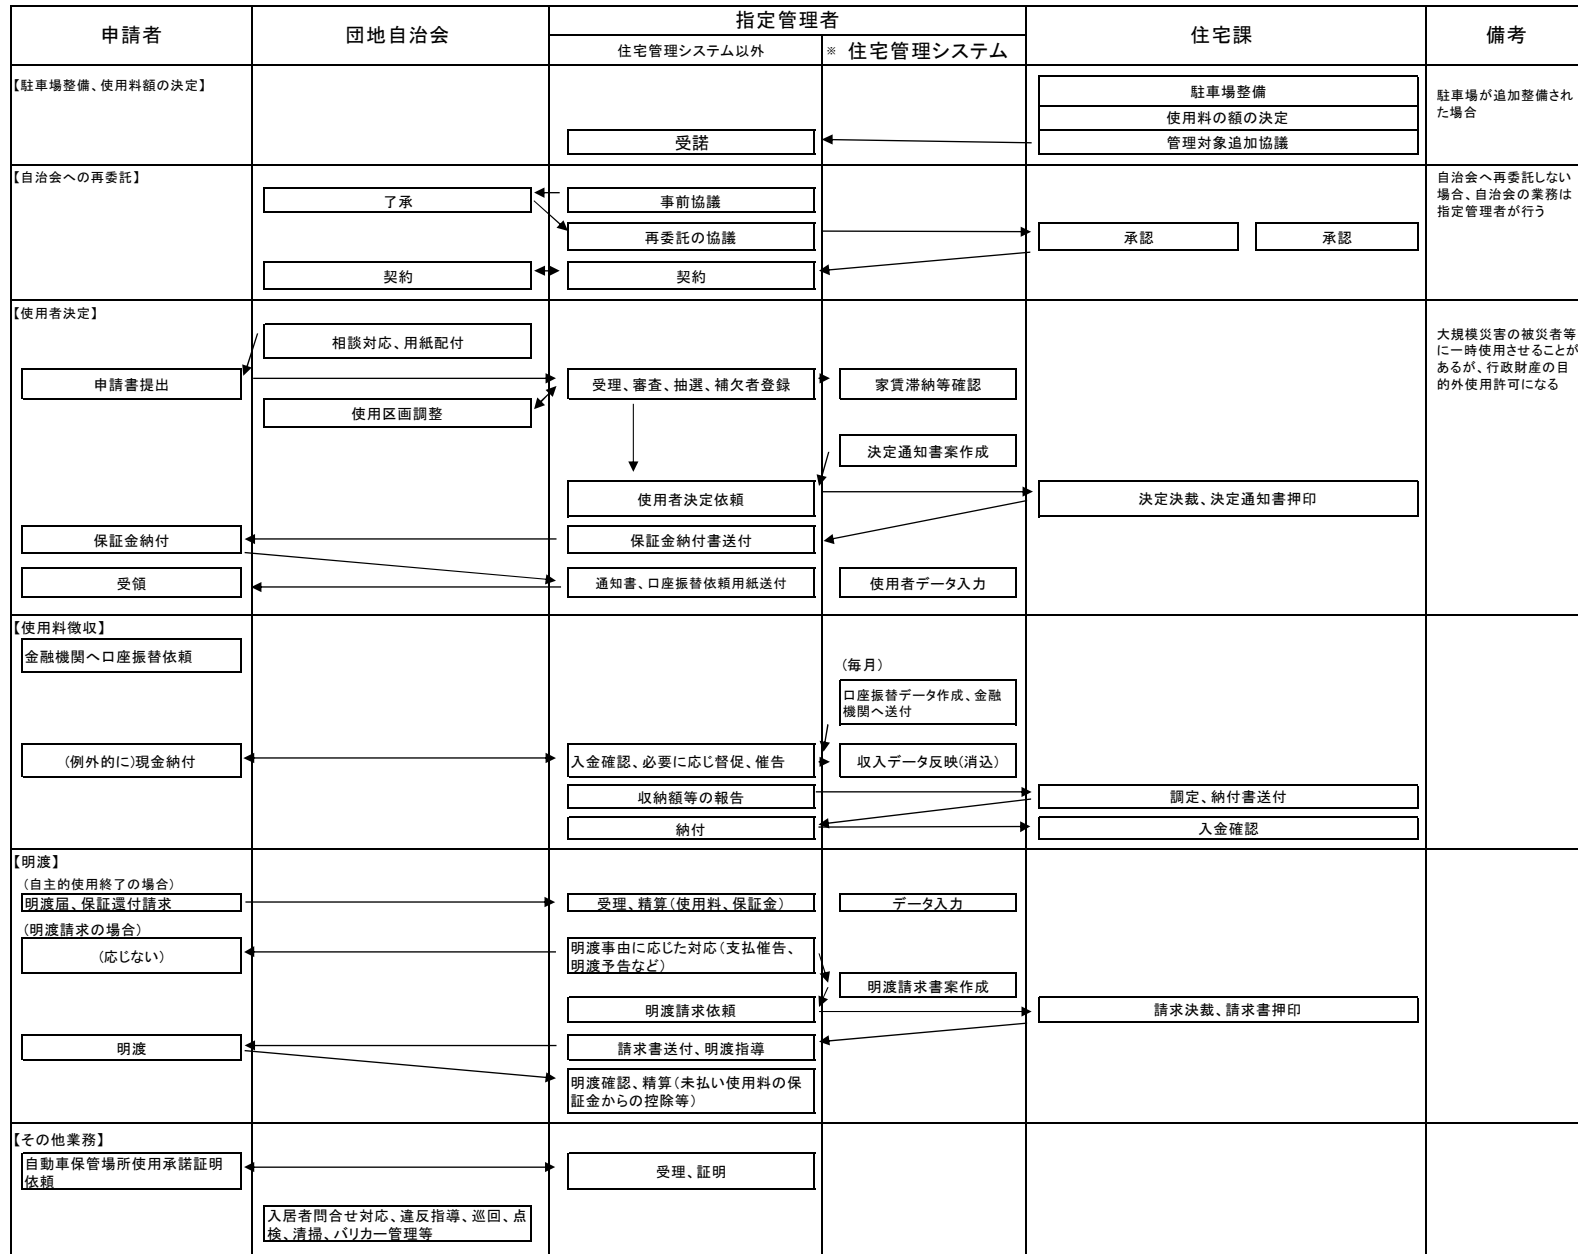 申請者
団地自治会
指定管理者
住宅管理システム以外
※ 住宅管理システム
住宅課
備考
【駐車場整備、使用料額の決定】
駐車場整備
使用料の額の決定
受諾
管理対象追加協議
駐車場が追加整備され
た場合
【自治会への再委託】
了承
事前協議
再委託の協議
承認
承認
契約
契約
自治会へ再委託しない
場合、自治会の業務は
指定管理者が行う
【使用者決定】
相談対応、用紙配付
申請書提出
受理、審査、抽選、補欠者登録
家賃滞納等確認
使用区画調整
決定通知書案作成
使用者決定依頼
決定決裁、決定通知書押印
保証金納付
保証金納付書送付
受領
通知書、口座振替依頼用紙送付
使用者データ入力
大規模災害の被災者等
に一時使用させることが
あるが、行政財産の目
的外使用許可になる
【使用料徴収】
金融機関へ口座振替依頼
(毎月)
口座振替データ作成、金融
機関へ送付
(例外的に)現金納付
入金確認、必要に応じ督促、催告
収入データ反映(消込)
収納額等の報告
調定、納付書送付
納付
入金確認
【明渡】
(自主的使用終了の場合)
明渡届、保証還付請求
受理、精算(使用料、保証金)
データ入力
(明渡請求の場合)
(応じない)
明渡事由に応じた対応(支払催告、
明渡予告など)
明渡請求書案作成
明渡請求依頼
請求決裁、請求書押印
明渡
請求書送付、明渡指導
明渡確認、精算(未払い使用料の保
証金からの控除等)
【その他業務】
自動車保管場所使用承諾証明
依頼
受理、証明
入居者問合せ対応、違反指導、巡回、点
検、清掃、バリカー管理等